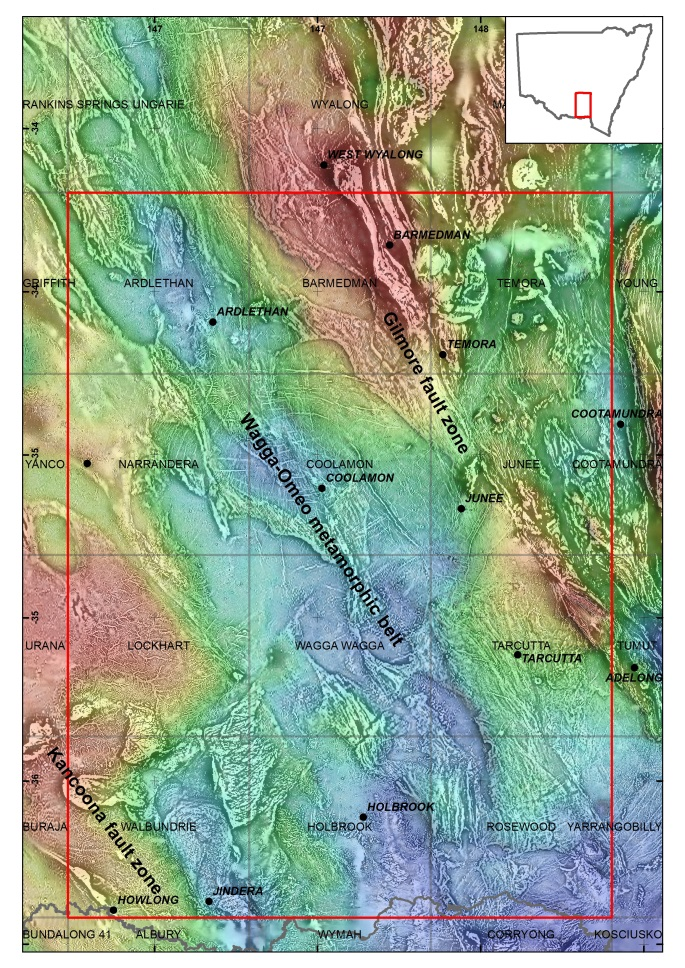 147
147
148
RANKINS SPRINGS
UNGARIE
WYALONG
MA
-34
WEST WYALONG
BARMEDMAN
GRIFFITH
ARDLETHAN
BARMEDMAN
TEMORA
YOUNG
-34
ARDLETHAN
Gilmore fault zone
TEMORA
COOTAMUNDRA
Wagga-Omeo metamorphic belt
-35
YANCO
NARRANDERA
COOLAMON
JUNEE
COOTAMUNDRA
COOLAMON
JUNEE
-35
URANA
LOCKHART
WAGGA WAGGA
TARCUTTA
TUMUT
TARCUTTA
ADELONG
Kancoona fault zone
-36
HOLBROOK
BURAJA
WALBUNDRIE
HOLBROOK
ROSEWOOD
YARRANGOBILLY
JINDERA
HOWLONG
BUNDALONG 41
ALBURY
WYMAH
CORRYONG
KOSCIUSKO